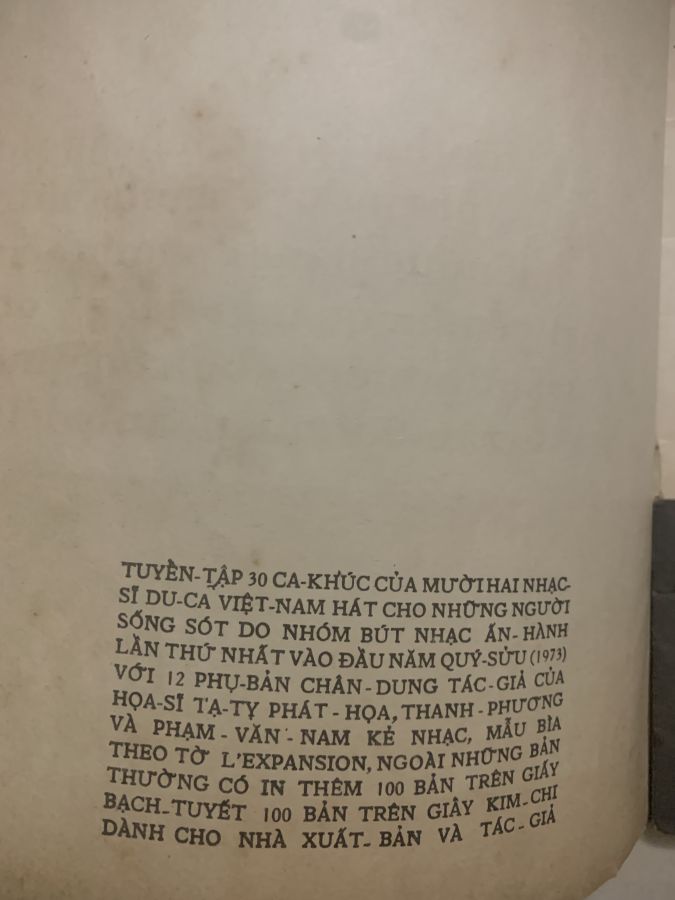 TUYỀN-TẬP 30 CA-KHÚC CỦA MƯỜI HAI NHẠC-
SĨ DU-CA VIỆT-NAM HÁT CHO NHỮNG NGƯỜI
SỐNG SÓT DO NHÓM BÚT NHẠC ẤN-HÀNH
LẦN THỨ NHẤT VÀO ĐẦU NĂM QUÝ-SỬU (1973)
VỚI 12 PHỤ-BẢN CHÂN-DUNG TÁC-GIẢ CỦA
HỌA-SĨ TẠ-TỴ PHÁT-HỌA, THANH-PHƯƠNG
VÀ PHẠM-VĂN-NAM KẺ NHẠC, MẪU BÌA
THEO TỜ L'EXPANSION, NGOÀI NHỮNG BẢN
THƯỜNG CÓ IN THÊM 100 BẢN TRÊN GIẤY
BẠCH-TUYẾT 100 BẢN TRÊN GIẤY KIM-CHI
DÀNH CHO NHÀ XUẤT-BẢN VÀ TÁC-GIẢ